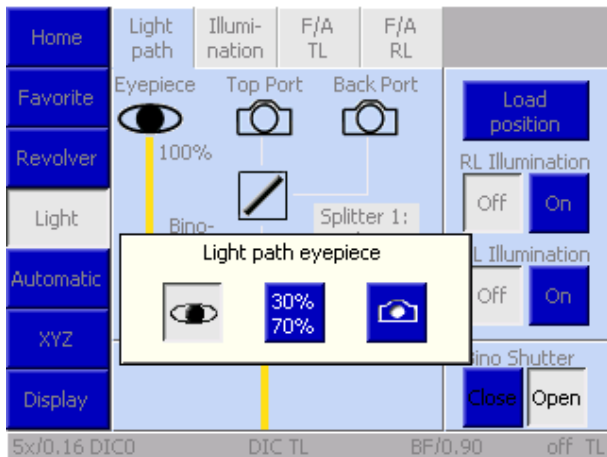 Home
Light path
Illumi-nation
F/A TL
F/A RL
Favorite
Eyepiece
Top Port
Back Port
Load position
100%
Revolver
RL Illumination
Off
On
Light
Splitter 1:
Bino-
Light path eyepiece
L Illumination
30%
70%
Off
On
Automatic
XYZ
ino Shutter
Display
Close
Open
5x/0.16 DIC0
DIC TL
BF/0.90
off TL